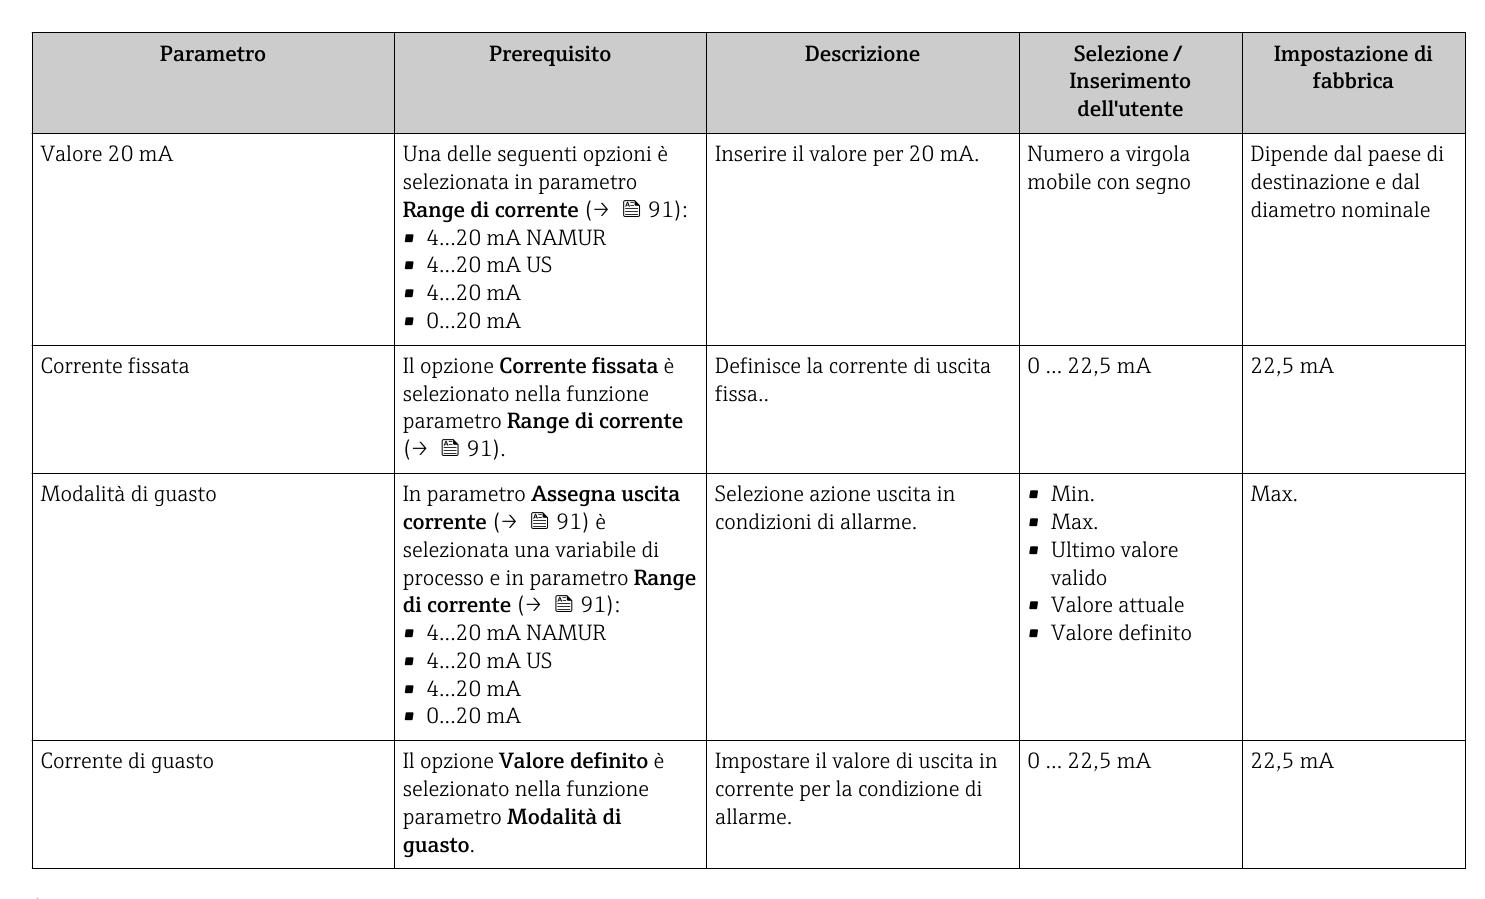 Parametro
Prerequisito
Descrizione
Selezione /
Inserimento
dell'utente
Impostazione di
fabbrica
Valore 20 mA
Una delle seguenti opzioni è
selezionata in parametro
Range di corrente (→ 91):
▪ 4…20 mA NAMUR
▪ 4…20 mA US
▪ 4…20 mA
▪ 0…20 mA
Inserire il valore per 20 mA.
Numero a virgola
mobile con segno
Dipende dal paese di
destinazione e dal
diametro nominale
Corrente fissata
Il opzione Corrente fissata è
selezionato nella funzione
parametro Range di corrente
(→ 91).
Definisce la corrente di uscita
fissa..
0 … 22,5 mA
22,5 mA
Modalità di guasto
In parametro Assegna uscita
corrente (→ 91) è
selezionata una variabile di
processo e in parametro Range
di corrente (→ 91):
▪ 4…20 mA NAMUR
▪ 4…20 mA US
▪ 4…20 mA
▪ 0…20 mA
Selezione azione uscita in
condizioni di allarme.
▪ Min.
▪ Max.
▪ Ultimo valore
valido
▪ Valore attuale
▪ Valore definito
Max.
Corrente di guasto
Il opzione Valore definito è
selezionato nella funzione
parametro Modalità di
guasto.
Impostare il valore di uscita in
corrente per la condizione di
allarme.
0 … 22,5 mA
22,5 mA